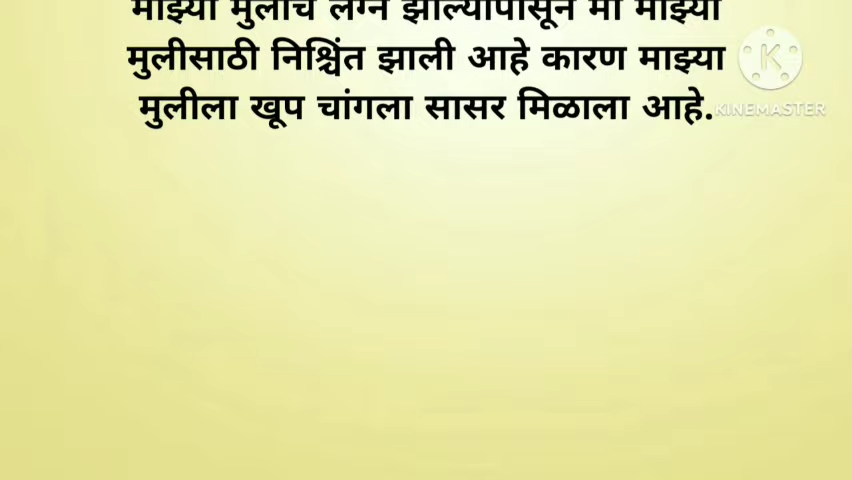 माझ्या मुलीचे लग्न झाल्यापासून मी माझ्या
मुलीसाठी निश्चिंत झाली आहे कारण माझ्या
मुलीला खूप चांगला सासर मिळाला आहे.
KINEMASTER